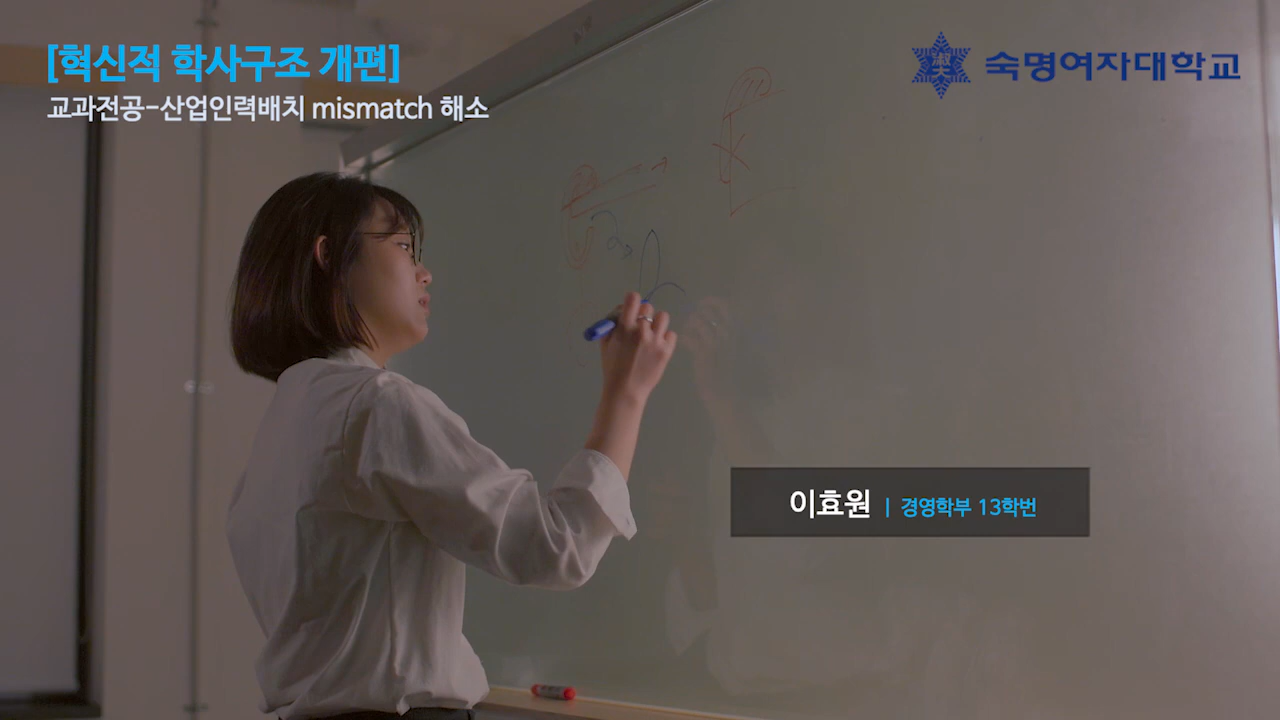 [혁신적 학사구조 개편]
교과전공-산업인력배치 mismatch 해소
숙명여자대학교
이효원 | 경영학부 13학번